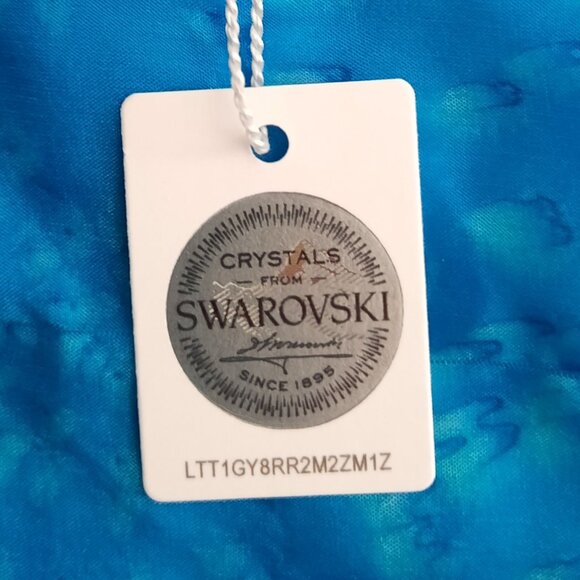 CRYSTALS
FROM
SWAROVSKI
SINCE 1895
LTT1GY8RR2M2ZM1Z